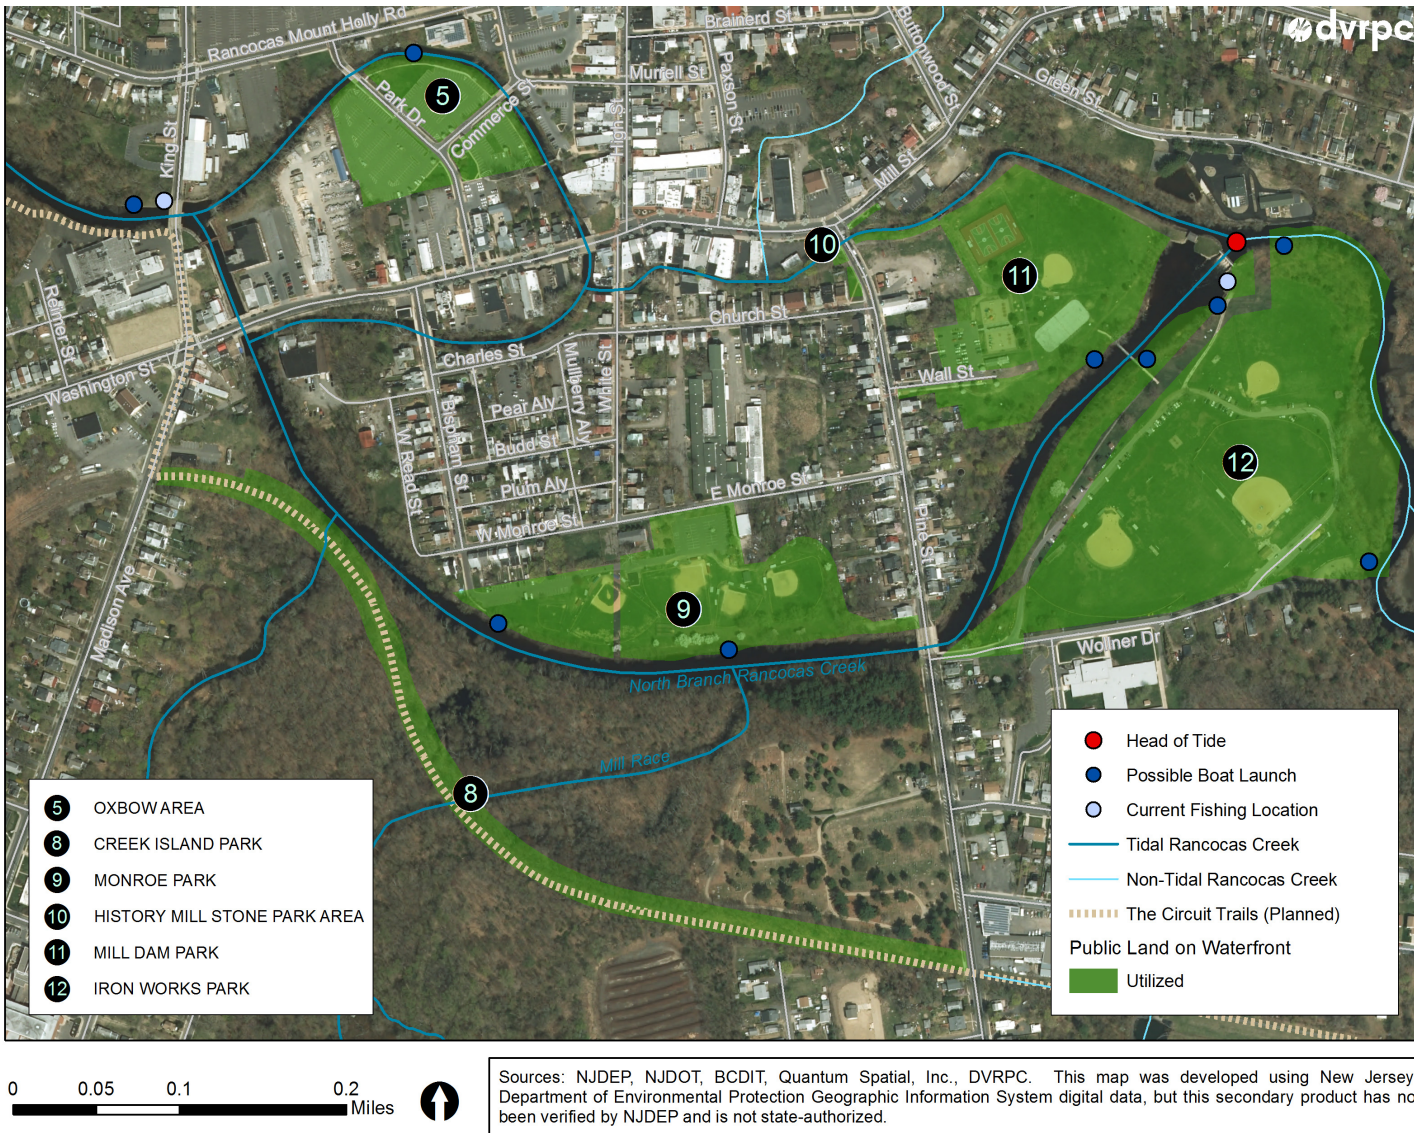 dvrpc
Rancocas Mount Holly Rd
Brainerd St
Buttonwood St
Murrell St
Paxson St
Green St
Park Dr
5
Commerce St
High St
King St
Mill St
10
11
Relmer St
Church St
Charles St
Washington St
Mulberry Aly
White St
Wall St
Pear Aly
Bispham St
W Read St
Budd St
12
Plum Aly
E Monroe St
W Monroe St
Pine St
Madison Ave
9
Wollner Dr
North Branch Rancocas Creek
Mill Race
8
5 OXBOW AREA
8 CREEK ISLAND PARK
9 MONROE PARK
10 HISTORY MILL STONE PARK AREA
11 MILL DAM PARK
12 IRON WORKS PARK
Head of Tide
Possible Boat Launch
Current Fishing Location
Tidal Rancocas Creek
Non-Tidal Rancocas Creek
The Circuit Trails (Planned)
Public Land on Waterfront
Utilized
0 0.05 0.1 0.2
Miles
Sources: NJDEP, NJDOT, BCDIT, Quantum Spatial, Inc., DVRPC. This map was developed using New Jersey
Department of Environmental Protection Geographic Information System digital data, but this secondary product has no
been verified by NJDEP and is not state-authorized.